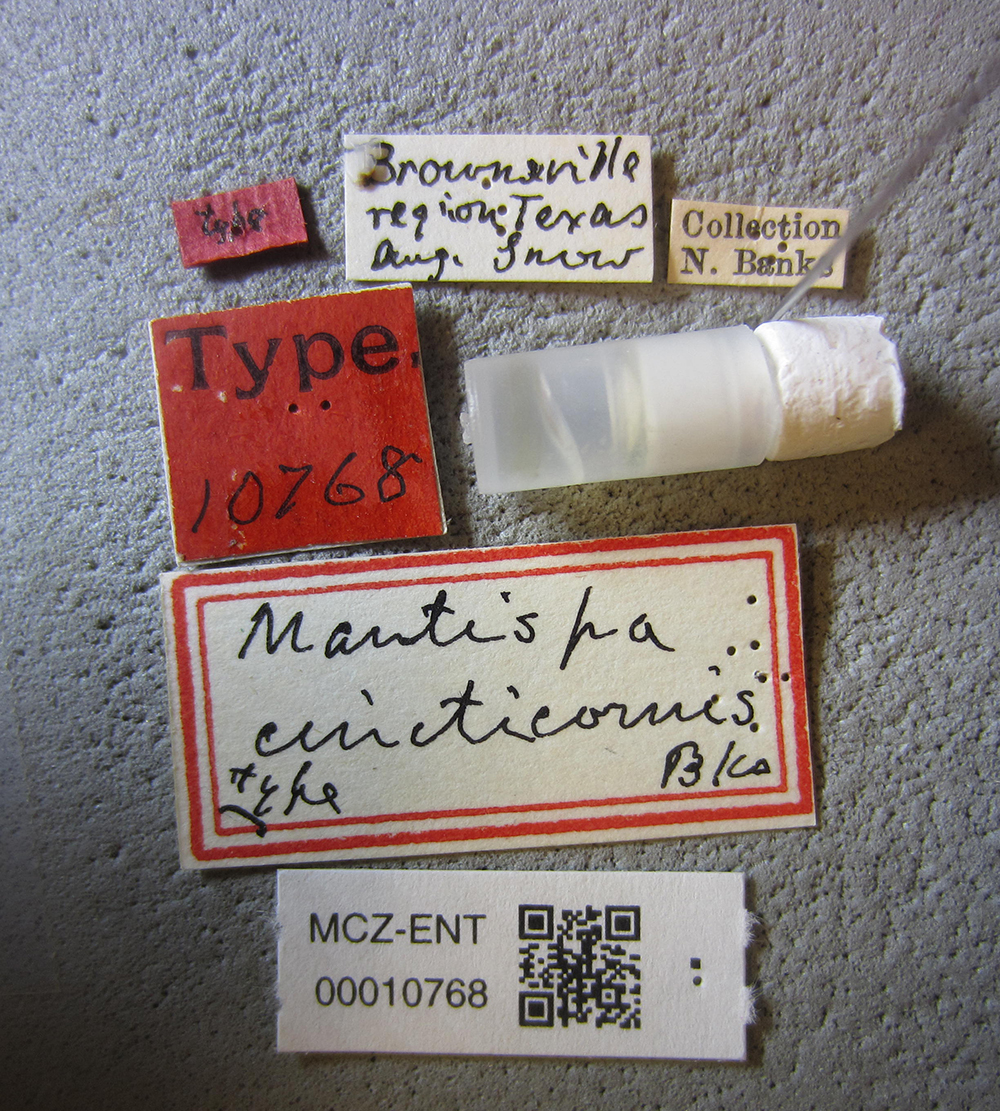 type
Brownsville
region: Texas
Aug. Snow
Collection
N. Banks
Type.
10768
Mantispa
cincticornis
type Bks
MCZ-ENT
00010768